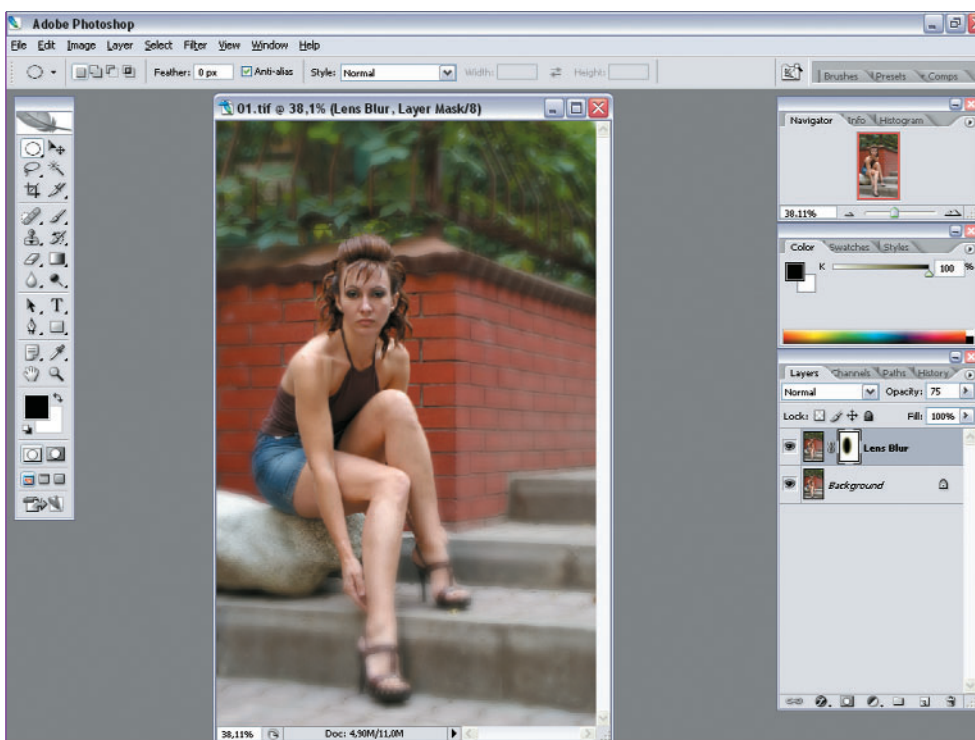 Adobe Photoshop
File Edit Image Layer Select Filter View Window Help
Feather: 0 px Anti-alias Style: Normal Width: Height:
Brushes Presets Comps
01.tif @ 38,1% (Lens Blur, Layer Mask/8)
Navigator Info Histogram
38.11%
Color Swatches Styles
K 100 %
Layers Channels Paths History
Normal Opacity: 75
Lock: Fill: 100%
Lens Blur
Background
38,11% Doc: 4,90M/11,0M